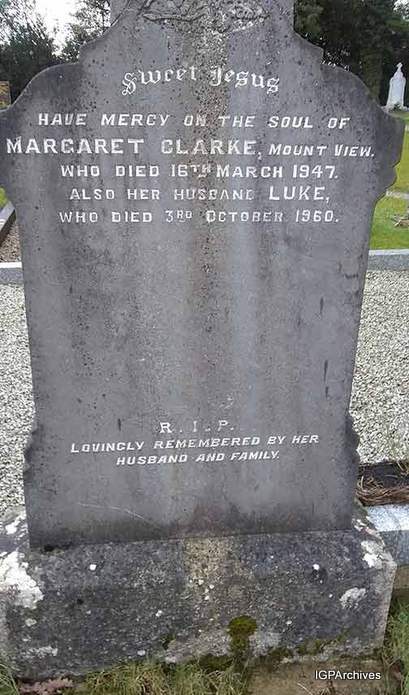 Sweet Jesus
HAVE MERCY ON THE SOUL OF
MARGARET CLARKE, MOUNT VIEW.
WHO DIED 16TH MARCH 1947.
ALSO HER HUSBAND LUKE,
WHO DIED 3RD OCTOBER 1960.
R. I. P.
LOVINGLY REMEMBERED BY HER
HUSBAND AND FAMILY.
IGPArchives